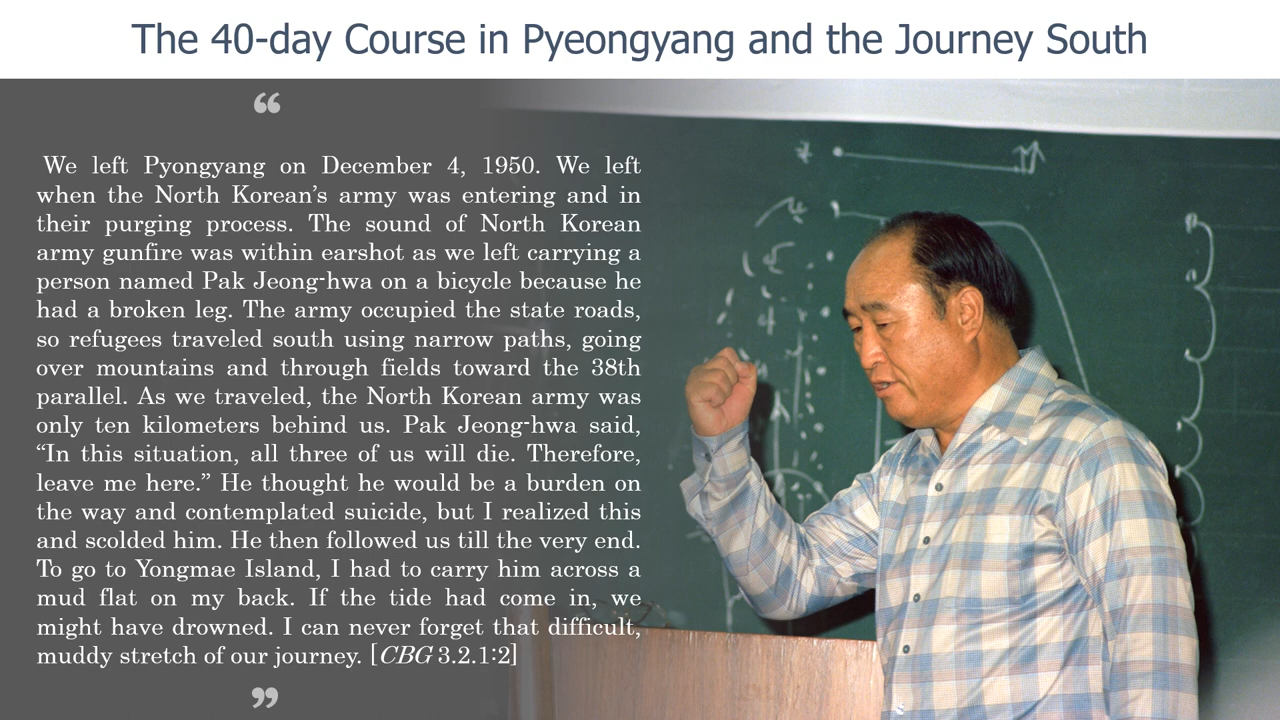 The 40-day Course in Pyeongyang and the Journey South
“
We left Pyongyang on December 4, 1950. We left
when the North Korean’s army was entering and in
their purging process. The sound of North Korean
army gunfire was within earshot as we left carrying a
person named Pak Jeong-hwa on a bicycle because he
had a broken leg. The army occupied the state roads,
so refugees traveled south using narrow paths, going
over mountains and through fields toward the 38th
parallel. As we traveled, the North Korean army was
only ten kilometers behind us. Pak Jeong-hwa said,
“In this situation, all three of us will die. Therefore,
leave me here.” He thought he would be a burden on
the way and contemplated suicide, but I realized this
and scolded him. He then followed us till the very end.
To go to Yongmae Island, I had to carry him across a
mud flat on my back. If the tide had come in, we
might have drowned. I can never forget that difficult,
muddy stretch of our journey. [CBG 3.2.1:2]
”